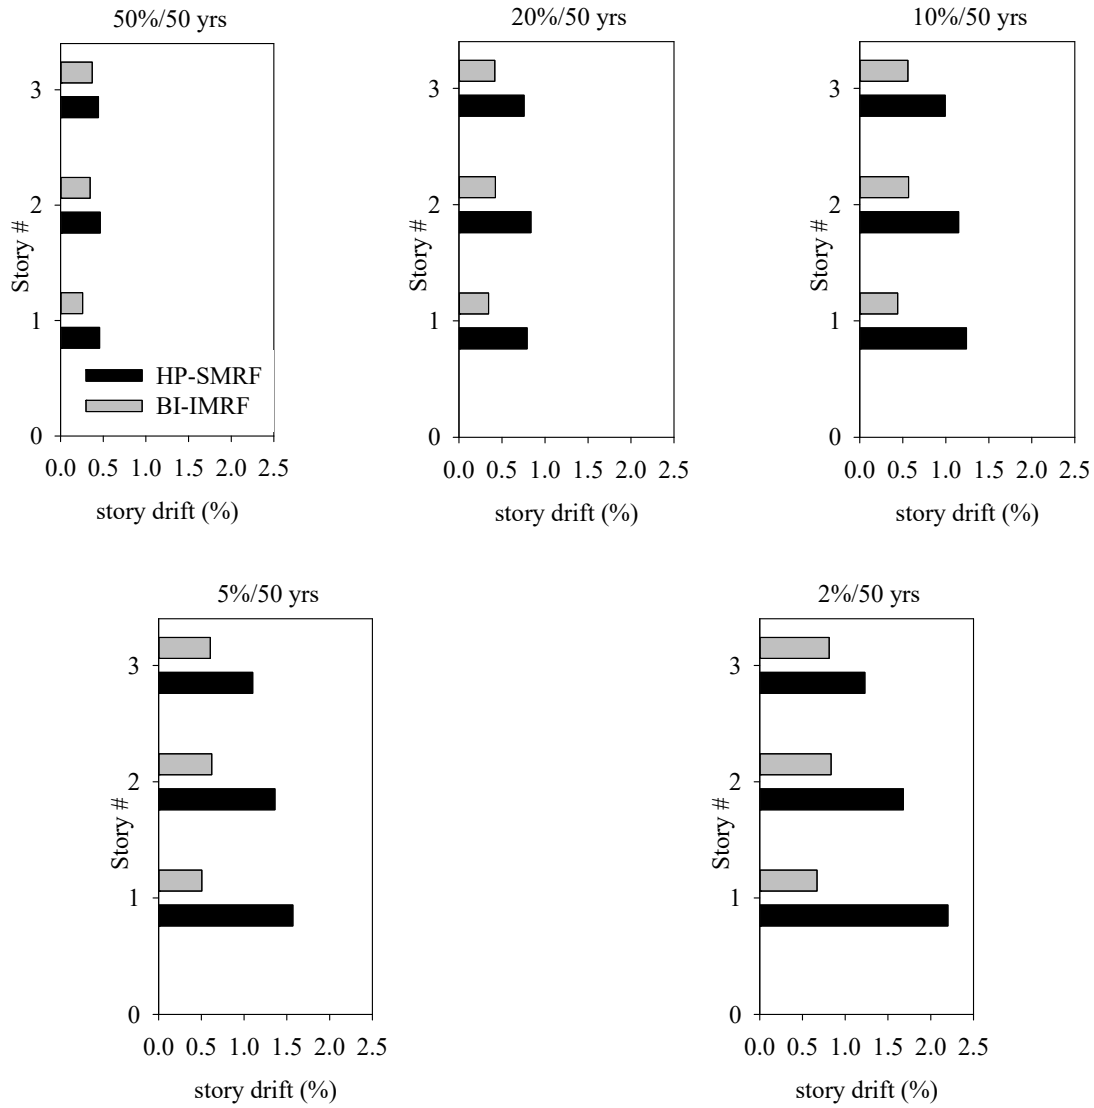 50%/50 yrs
Story #
3
2
1
0
HP-SMRF
BI-IMRF
0.0 0.5 1.0 1.5 2.0 2.5
story drift (%)
20%/50 yrs
Story #
3
2
1
0
0.0 0.5 1.0 1.5 2.0 2.5
story drift (%)
10%/50 yrs
Story #
3
2
1
0
0.0 0.5 1.0 1.5 2.0 2.5
story drift (%)
5%/50 yrs
Story #
3
2
1
0
0.0 0.5 1.0 1.5 2.0 2.5
story drift (%)
2%/50 yrs
Story #
3
2
1
0
0.0 0.5 1.0 1.5 2.0 2.5
story drift (%)